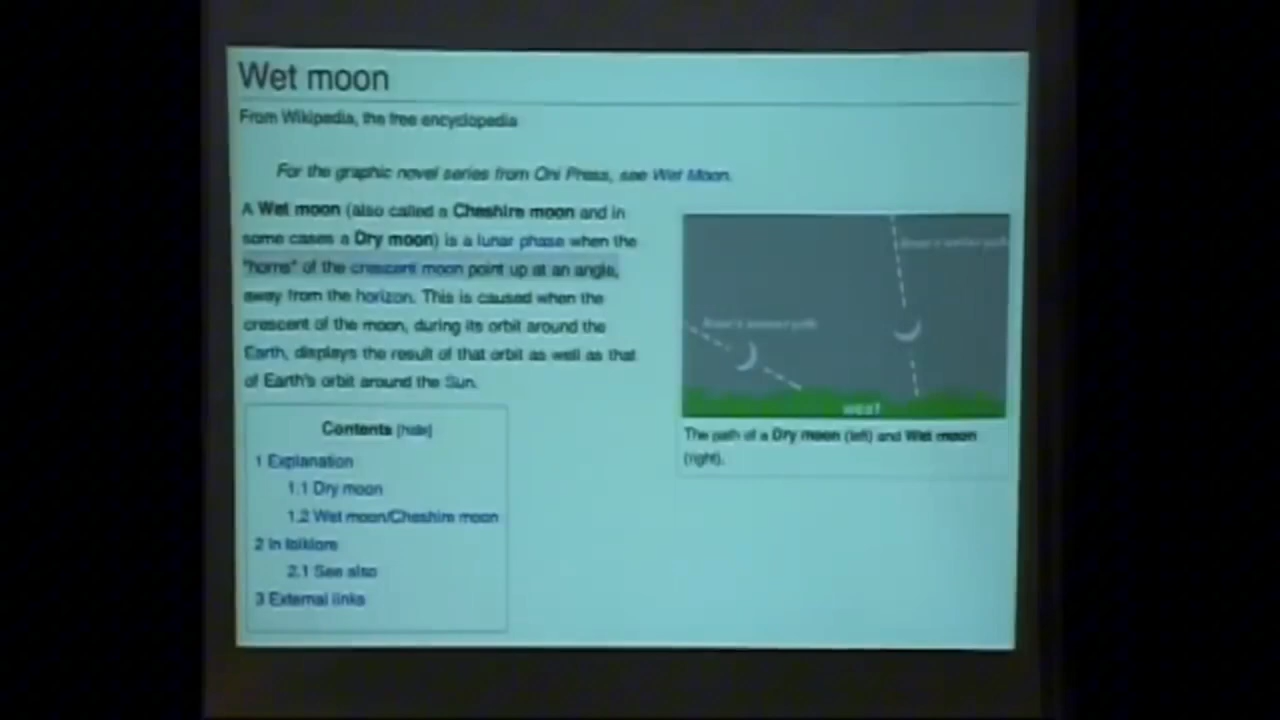 Wet moon
From Wikipedia, the free encyclopedia
For the graphic novel series from Oni Press, see Wet Moon.
A Wet moon (also called a Cheshire moon and in
some cases a Dry moon) is a lunar phase when the
"horns" of the crescent moon point up at an angle,
away from the horizon. This is caused when the
crescent of the moon, during its orbit around the
Earth, displays the result of that orbit as well as that
of Earth's orbit around the Sun.
Contents [hide]
1 Explanation
1.1 Dry moon
1.2 Wet moon/Cheshire moon
2 In folklore
2.1 See also
3 External links
WEST
The path of a Dry moon (left) and Wet moon
(right).